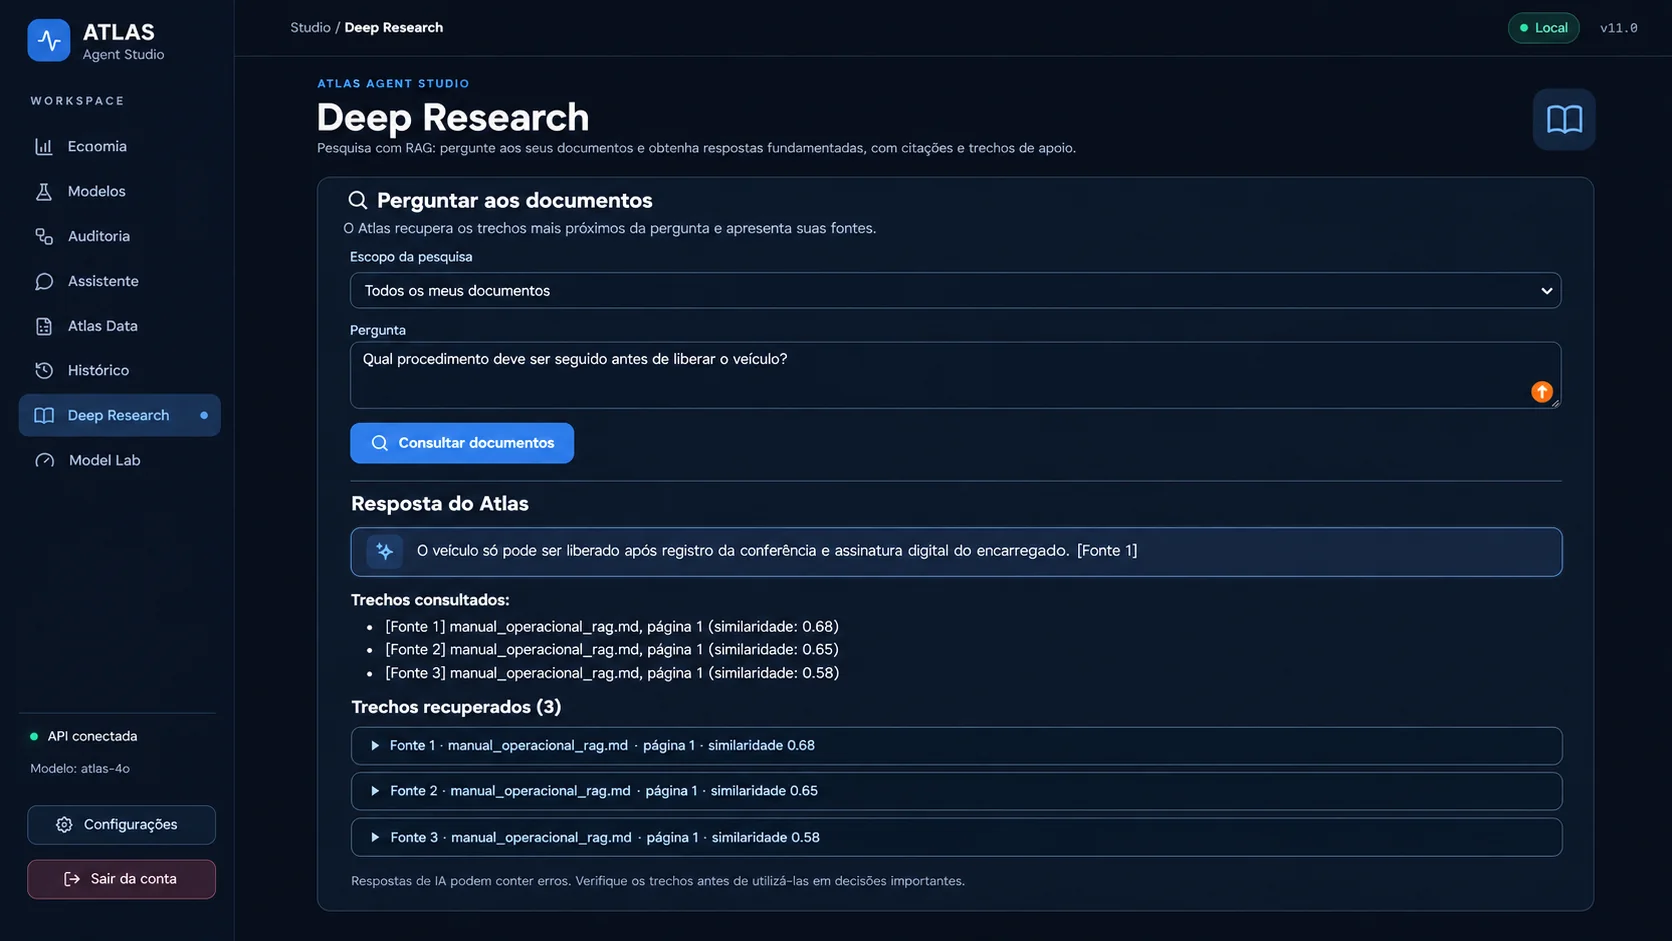 ATLAS
Agent Studio
WORKSPACE
Ecnomia
Modelos
Auditoria
Assistente
Atlas Data
Histórico
Deep Research
Model Lab
API conectada
Modelo: atlas-4o
Configurações
Sair da conta
Studio / Deep Research
Local
v11.0
ATLAS AGENT STUDIO
Deep Research
Pesquisa com RAG: pergunte aos seus documentos e obtenha respostas fundamentadas, com citações e trechos de apoio.
Perguntar aos documentos
O Atlas recupera os trechos mais próximos da pergunta e apresenta suas fontes.
Escopo da pesquisa
Todos os meus documentos
Pergunta
Qual procedimento deve ser seguido antes de liberar o veículo?
Consultar documentos
Resposta do Atlas
O veículo só pode ser liberado após registro da conferência e assinatura digital do encarregado. [Fonte 1]
Trechos consultados:
• [Fonte 1] manual_operacional_rag.md, página 1 (similaridade: 0.68)
• [Fonte 2] manual_operacional_rag.md, página 1 (similaridade: 0.65)
• [Fonte 3] manual_operacional_rag.md, página 1 (similaridade: 0.58)
Trechos recuperados (3)
Fonte 1 · manual_operacional_rag.md · página 1 · similaridade 0.68
Fonte 2 · manual_operacional_rag.md · página 1 · similaridade 0.65
Fonte 3 · manual_operacional_rag.md · página 1 · similaridade 0.58
Respostas de IA podem conter erros. Verifique os trechos antes de utilizá-las em decisões importantes.